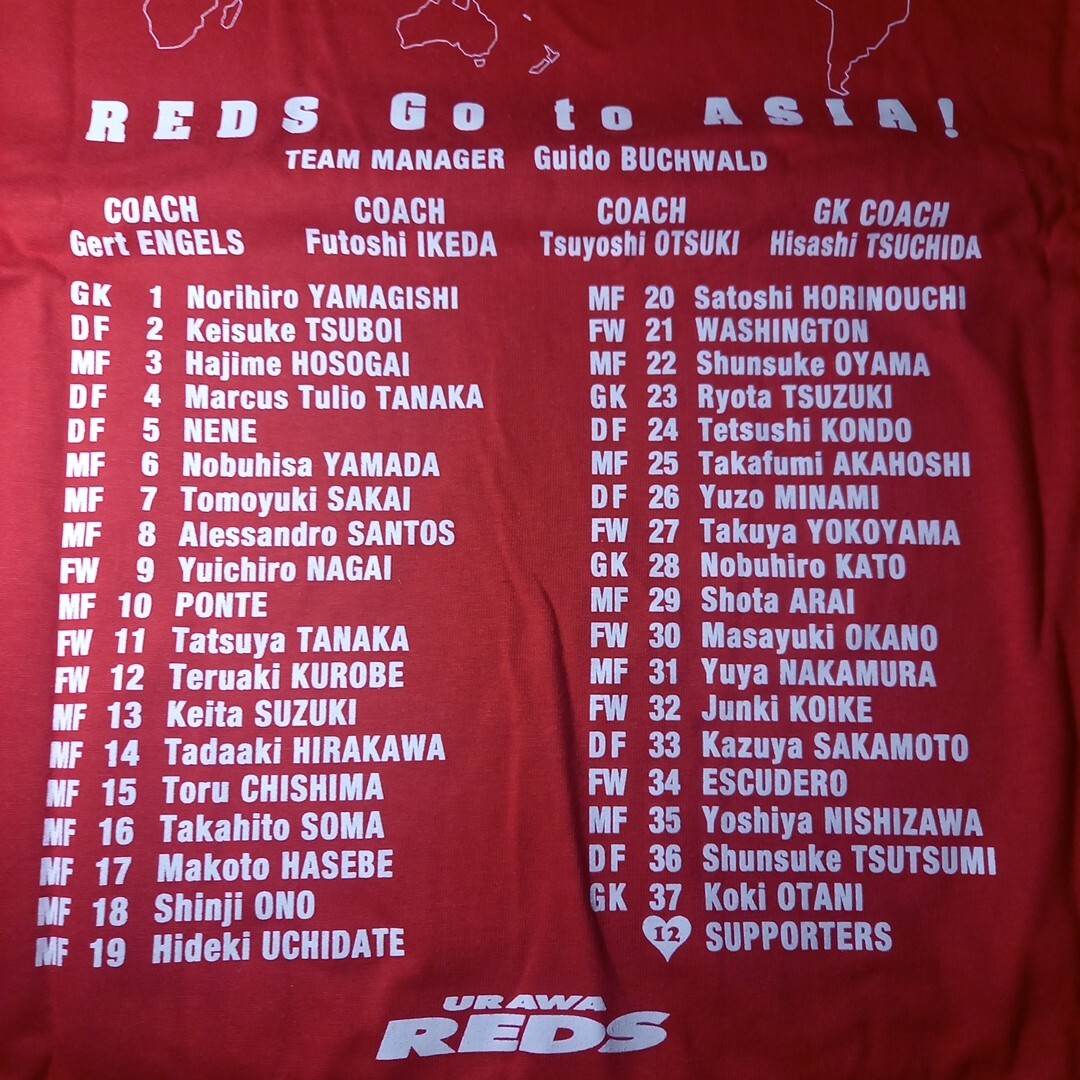 REDS Go to ASIA!
TEAM MANAGER Guido BUCHWALD
COACH
Gert ENGELS
COACH
Futoshi IKEDA
COACH
Tsuyoshi OTSUKI
GK COACH
Hisashi TSUCHIDA
GK 1 Norihiro YAMAGISHI
DF 2 Keisuke TSUBOI
MF 3 Hajime HOSOGAI
DF 4 Marcus Tulio TANAKA
DF 5 NENE
MF 6 Nobuhisa YAMADA
MF 7 Tomoyuki SAKAI
MF 8 Alessandro SANTOS
FW 9 Yuichiro NAGAI
MF 10 PONTE
FW 11 Tatsuya TANAKA
FW 12 Teruaki KUROBE
MF 13 Keita SUZUKI
MF 14 Tadaaki HIRAKAWA
MF 15 Toru CHISHIMA
MF 16 Takahito SOMA
MF 17 Makoto HASEBE
MF 18 Shinji ONO
MF 19 Hideki UCHIDATE
MF 20 Satoshi HORINOUCHI
FW 21 WASHINGTON
MF 22 Shunsuke OYAMA
GK 23 Ryota TSUZUKI
DF 24 Tetsushi KONDO
MF 25 Takafumi AKAHOSHI
DF 26 Yuzo MINAMI
FW 27 Takuya YOKOYAMA
GK 28 Nobuhiro KATO
MF 29 Shota ARAI
FW 30 Masayuki OKANO
MF 31 Yuya NAKAMURA
FW 32 Junki KOIKE
DF 33 Kazuya SAKAMOTO
FW 34 ESCUDERO
MF 35 Yoshiya NISHIZAWA
DF 36 Shunsuke TSUTSUMI
GK 37 Koki OTANI
12 SUPPORTERS
URAWA
REDS